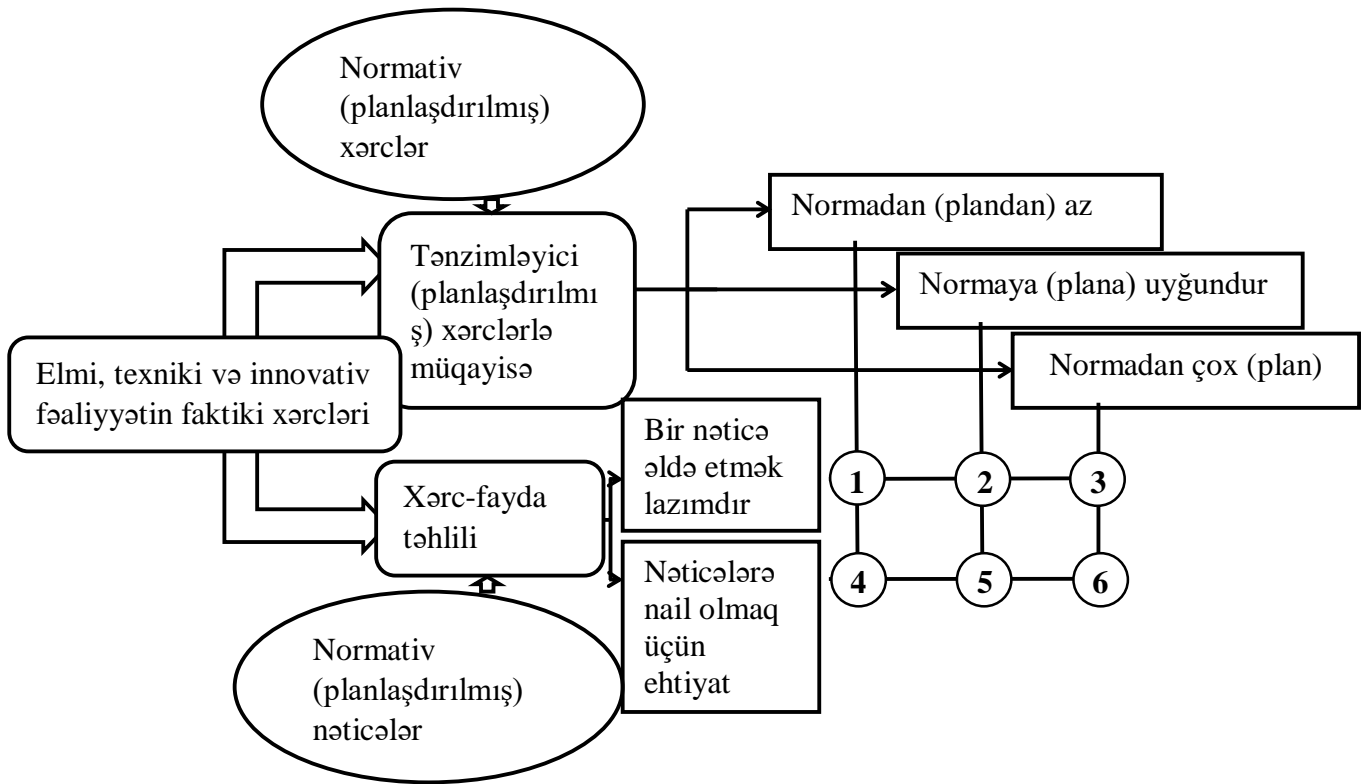 Normativ
(planlaşdırılmış)
xərclər
Normadan (plandan) az
Tənzimləyici
(planlaşdırılmı
ş) xərclərlə
müqayisə
Normaya (plana) uyğundur
Normadan çox (plan)
Elmi, texniki və innovativ
fəaliyyətin faktiki xərcləri
Bir nəticə
əldə etmək
lazımdır
1
2
3
Xərc-fayda
təhlili
Nəticələrə
nail olmaq
üçün
ehtiyat
4
5
6
Normativ
(planlaşdırılmış)
nəticələr